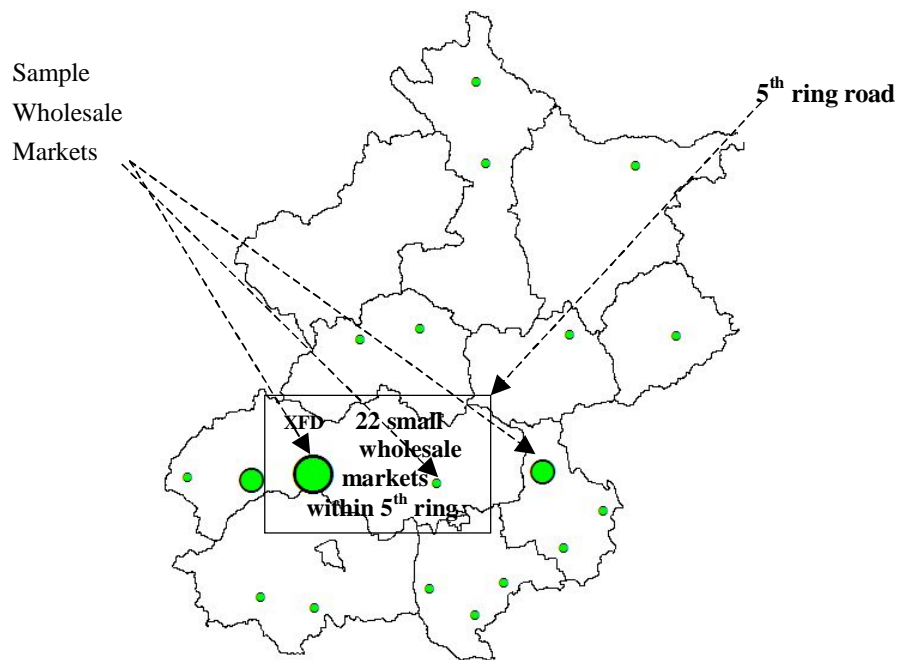 Sample
Wholesale
Markets
5th ring road
XFD
22 small
wholesale
markets
within 5th ring